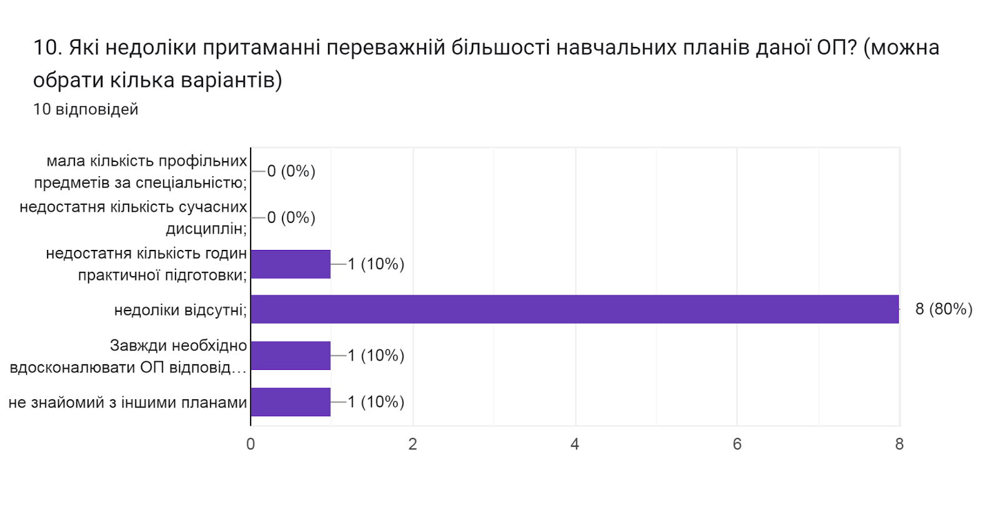 10. Які недоліки притаманні переважній більшості навчальних планів даної ОП? (можна
обрати кілька варіантів)
10 відповідей
мала кількість профільних
предметів за спеціальністю;
0 (0%)
недостатня кількість сучасних
дисциплін;
0 (0%)
недостатня кількість годин
практичної підготовки;
1 (10%)
недоліки відсутні;
8 (80%)
Завжди необхідно
вдосконалювати ОП відповід…
1 (10%)
не знайомий з іншими планами
1 (10%)
0 2 4 6 8